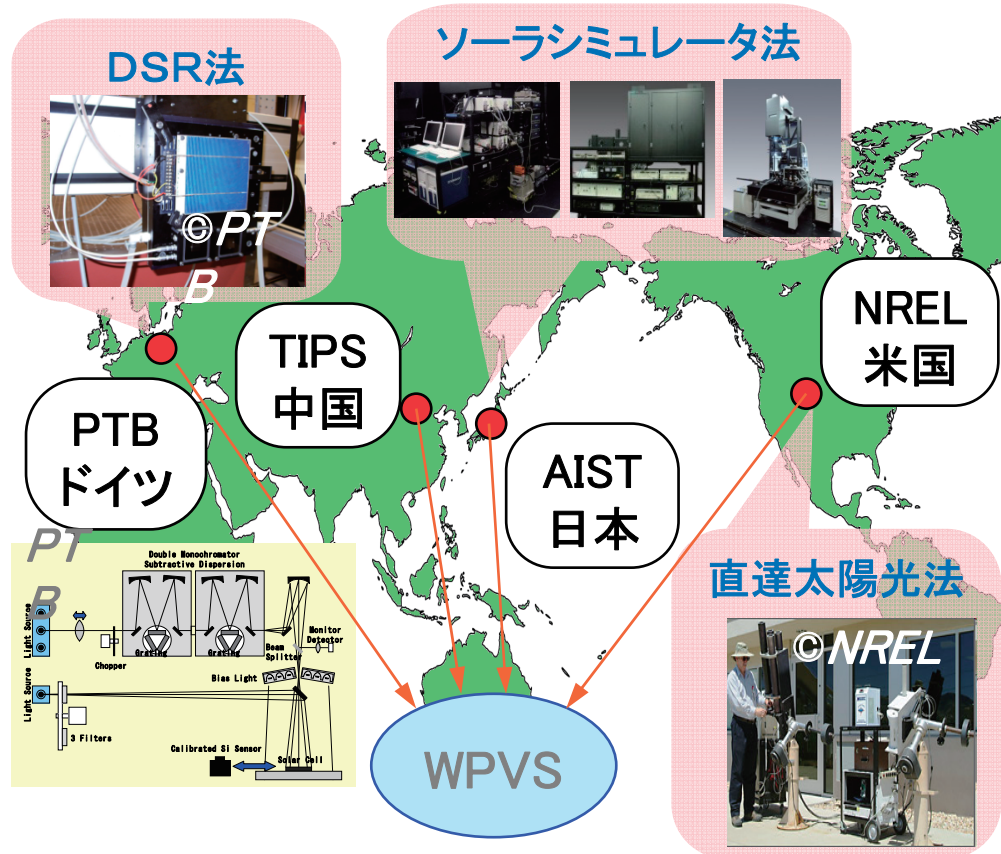 DSR法
ソーラシミュレータ法
©PT
B
NREL
米国
TIPS
中国
PTB
ドイツ
AIST
日本
PT
B
Double Monochromator
Subtractive Dispersion
Light Source
Grating
Grating
Chopper
Beam
Splitter
Monitor
Detector
Bias Light
Light Source
3 Filters
Calibrated Si Sensor
Solar Cell
直達太陽光法
©NREL
WPVS